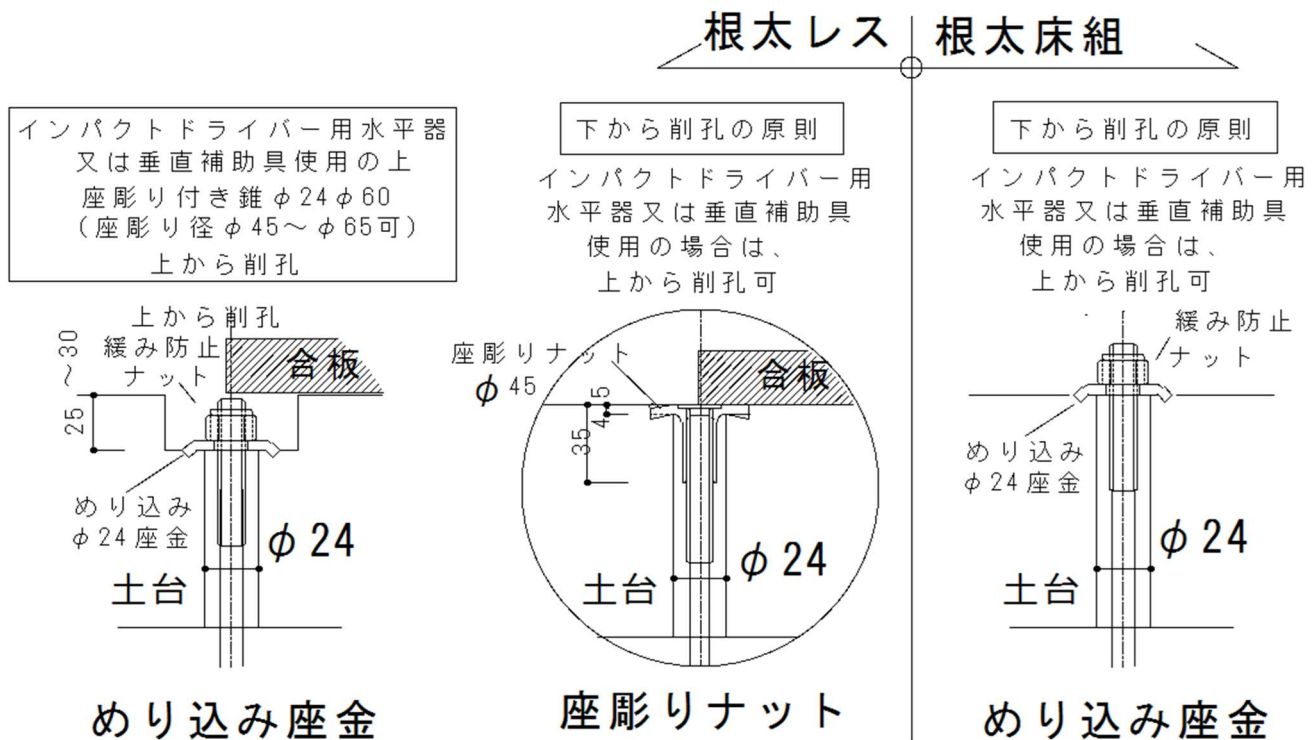 根太レス
根太床組
インパクトドライバー用水平器
又は垂直補助具使用の上
座彫り付き錐φ24φ60
(座彫り径φ45～φ65可)
上から削孔
上から削孔
緩み防止
ナット
合板
25
～30
めり込み
φ24座金
φ24
土台
めり込み座金
下から削孔の原則
インパクトドライバー用
水平器又は垂直補助具
使用の場合は、
上から削孔可
座彫りナット
φ45
合板
4.5
35
φ24
土台
座彫りナット
下から削孔の原則
インパクトドライバー用
水平器又は垂直補助具
使用の場合は、
上から削孔可
緩み防止
ナット
めり込み
φ24座金
φ24
土台
めり込み座金